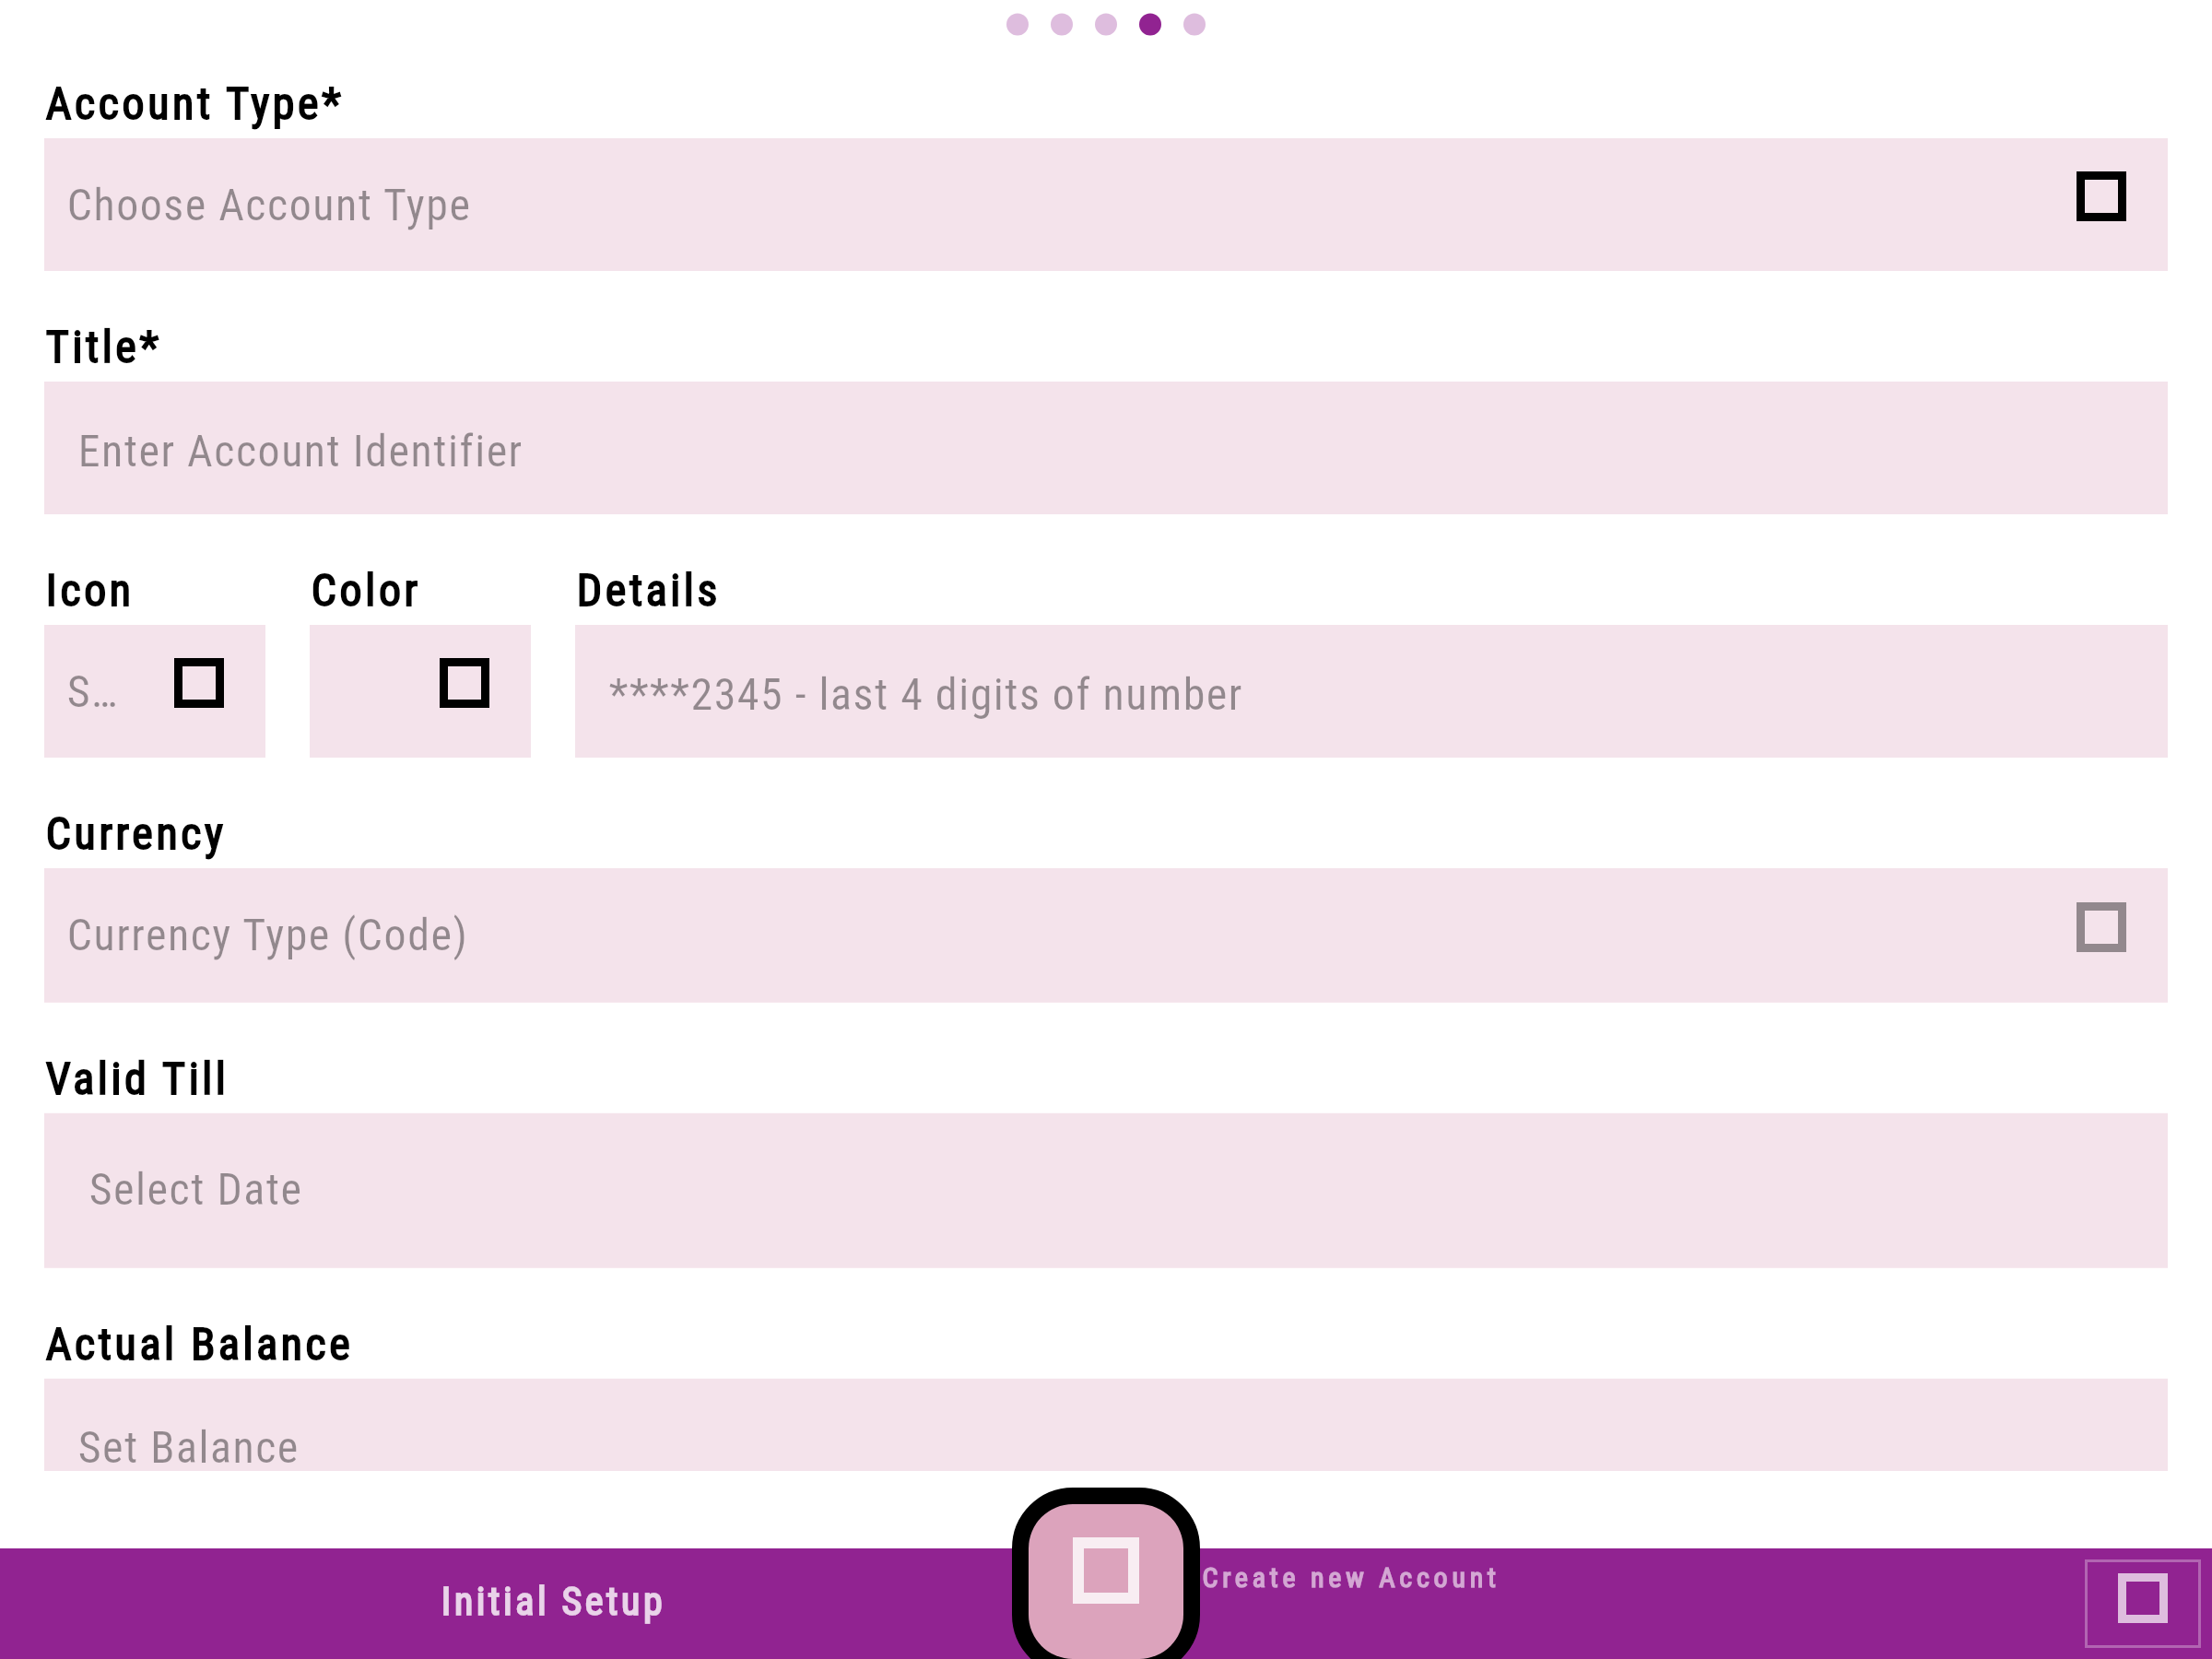 Account Type*
Choose Account Type
Title*
Enter Account Identifier
Icon Color Details
S… ****2345 - last 4 digits of number
Currency
Currency Type (Code)
Valid Till
Select Date
Actual Balance
Set Balance
Initial Setup
Create new Account